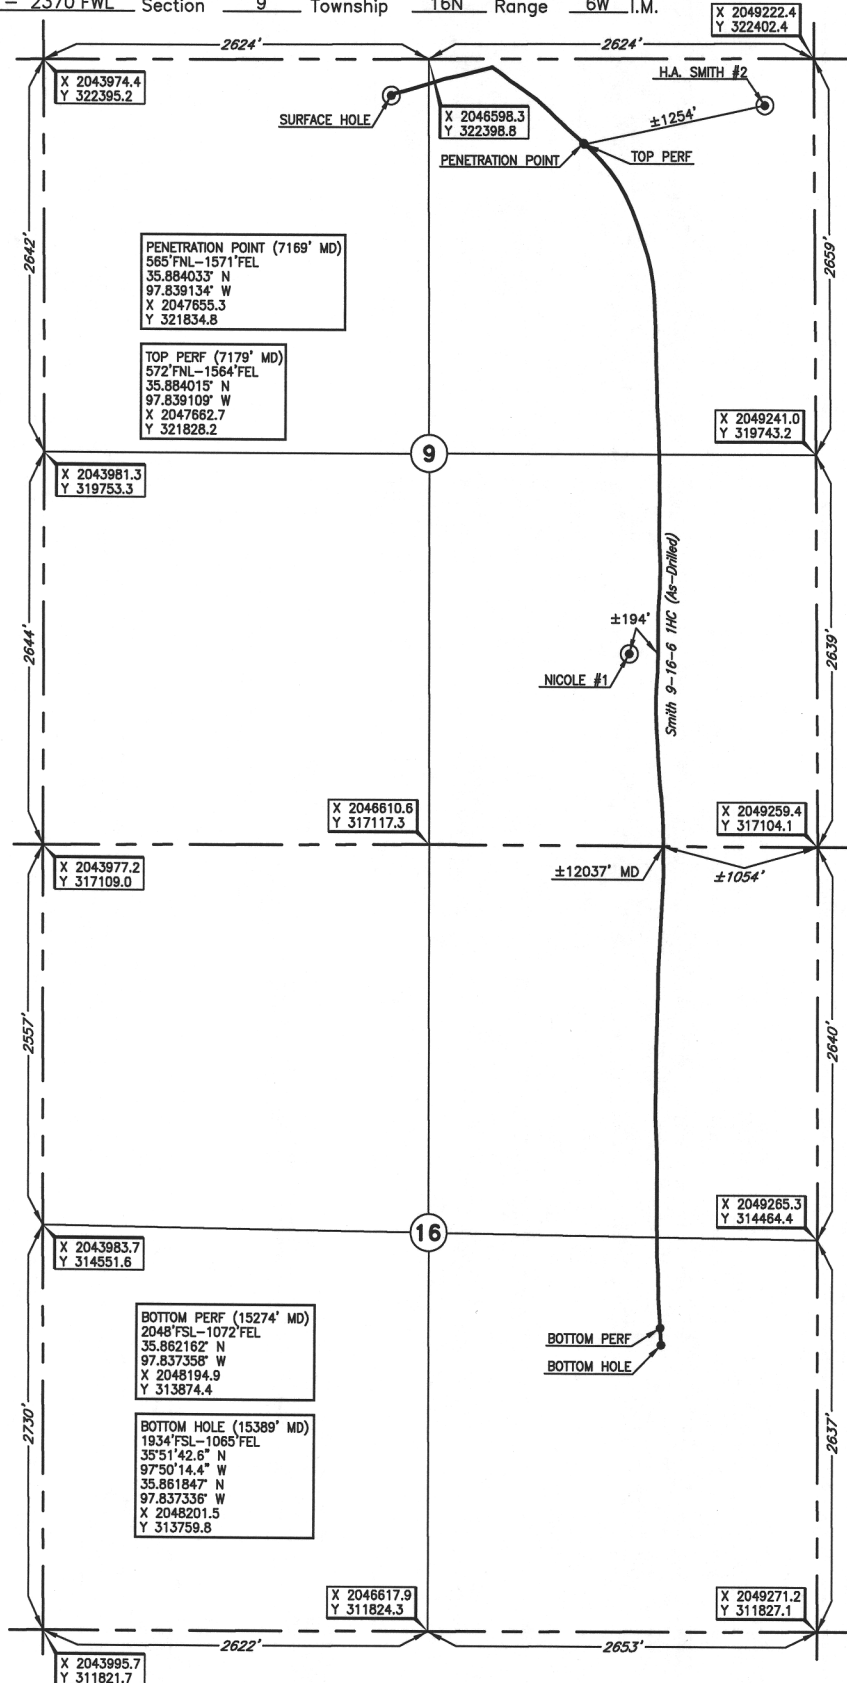 – 2370'FWL Section 9 Township 16N Range 6W I.M.
X 2049222.4
Y 322402.4
2624'
2624'
X 2043974.4
Y 322395.2
H.A. SMITH #2
SURFACE HOLE
X 2046598.3
Y 322398.8
±1254'
PENETRATION POINT
TOP PERF
2642'
2659'
PENETRATION POINT (7169' MD)
565'FNL–1571'FEL
35.884033° N
97.839134° W
X 2047655.3
Y 321834.8
TOP PERF (7179' MD)
572'FNL–1564'FEL
35.884015° N
97.839109° W
X 2047662.7
Y 321828.2
X 2049241.0
Y 319743.2
9
X 2043981.3
Y 319753.3
Smith 9–16–6 1HC (As–Drilled)
±194'
2644'
2639'
NICOLE #1
X 2046610.6
Y 317117.3
X 2049259.4
Y 317104.1
X 2043977.2
Y 317109.0
±12037' MD
±1054'
2557'
2640'
X 2049265.3
Y 314464.4
16
X 2043983.7
Y 314551.6
BOTTOM PERF (15274' MD)
2048'FSL–1072'FEL
35.862162° N
97.837358° W
X 2048194.9
Y 313874.4
BOTTOM PERF
BOTTOM HOLE
2730'
2637'
BOTTOM HOLE (15389' MD)
1934'FSL–1065'FEL
35°51'42.6" N
97°50'14.4" W
35.861847° N
97.837336° W
X 2048201.5
Y 313759.8
X 2046617.9
Y 311824.3
X 2049271.2
Y 311827.1
2622'
2653'
X 2043995.7
Y 311821.7